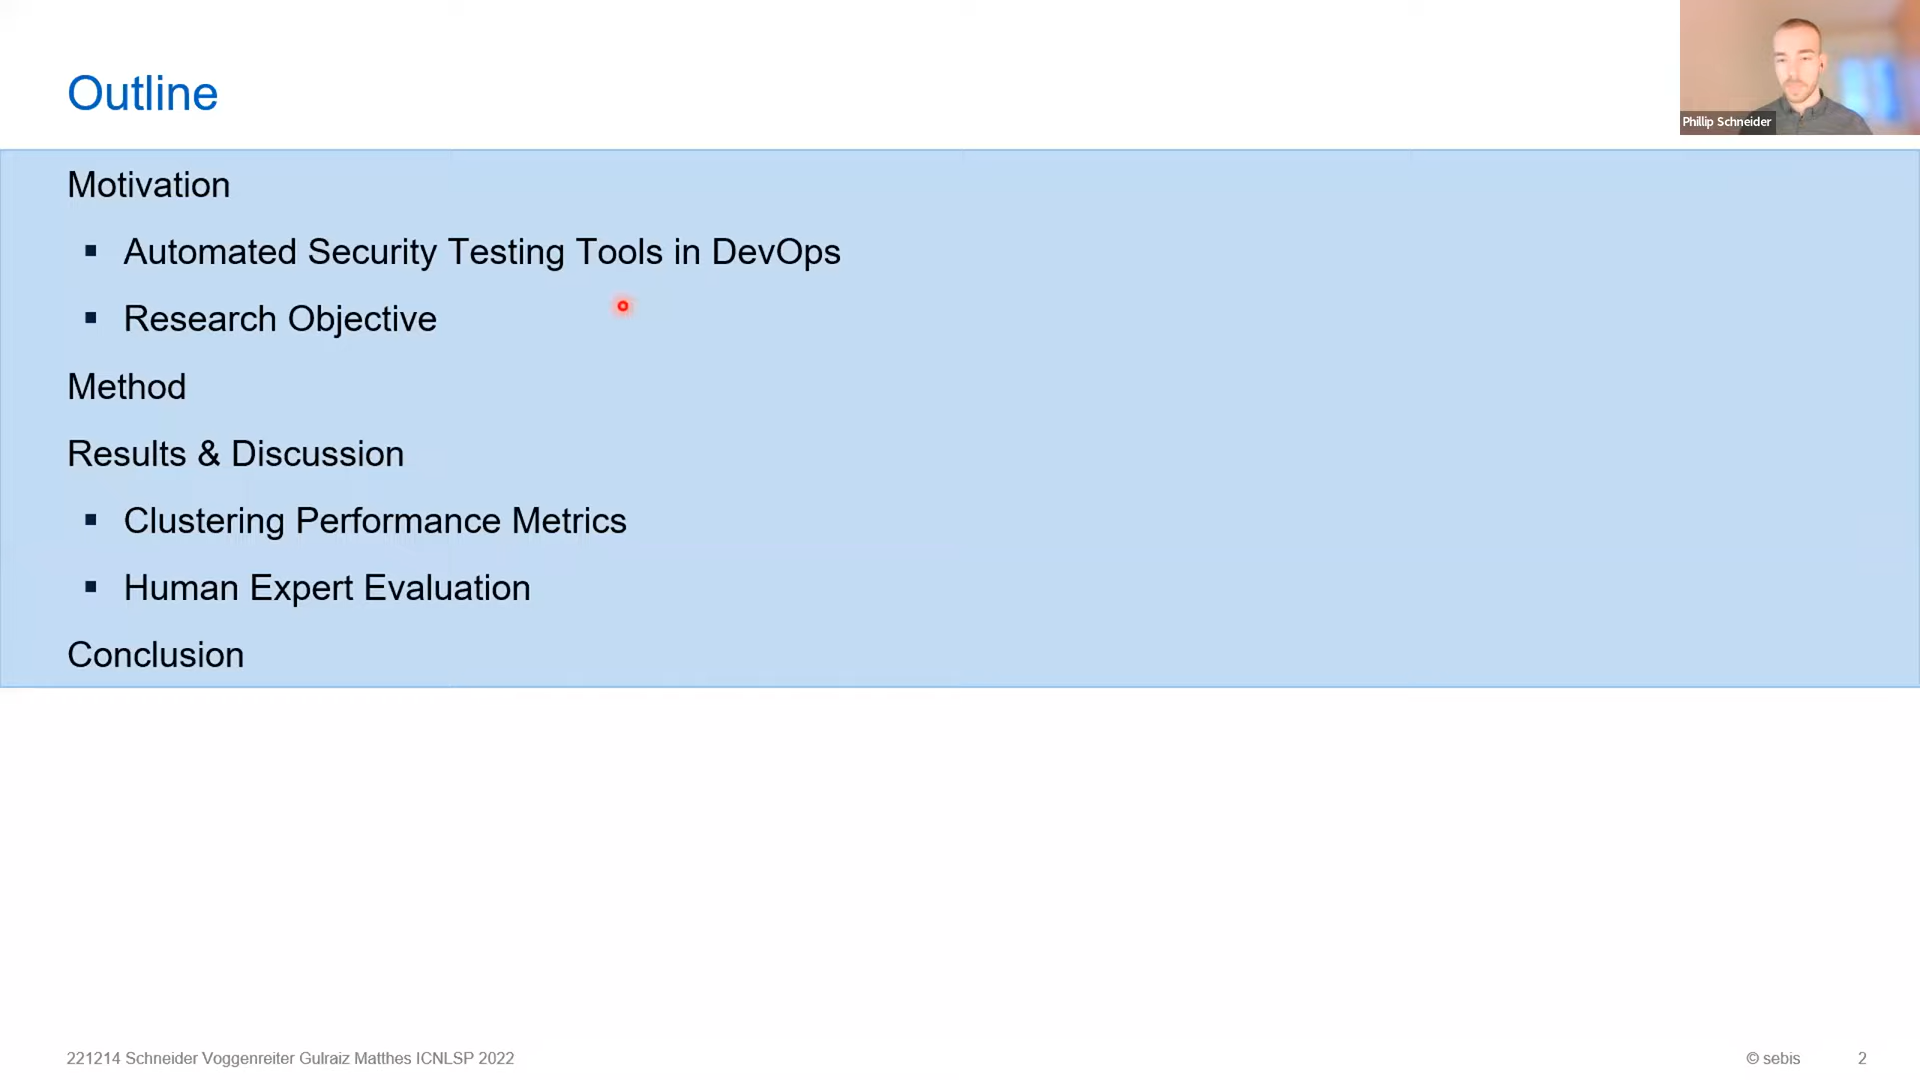 Outline
Phillip Schneider
Motivation
▪ Automated Security Testing Tools in DevOps
▪ Research Objective
Method
Results & Discussion
▪ Clustering Performance Metrics
▪ Human Expert Evaluation
Conclusion
221214 Schneider Voggenreiter Gulraiz Matthes ICNLSP 2022
© sebis
2